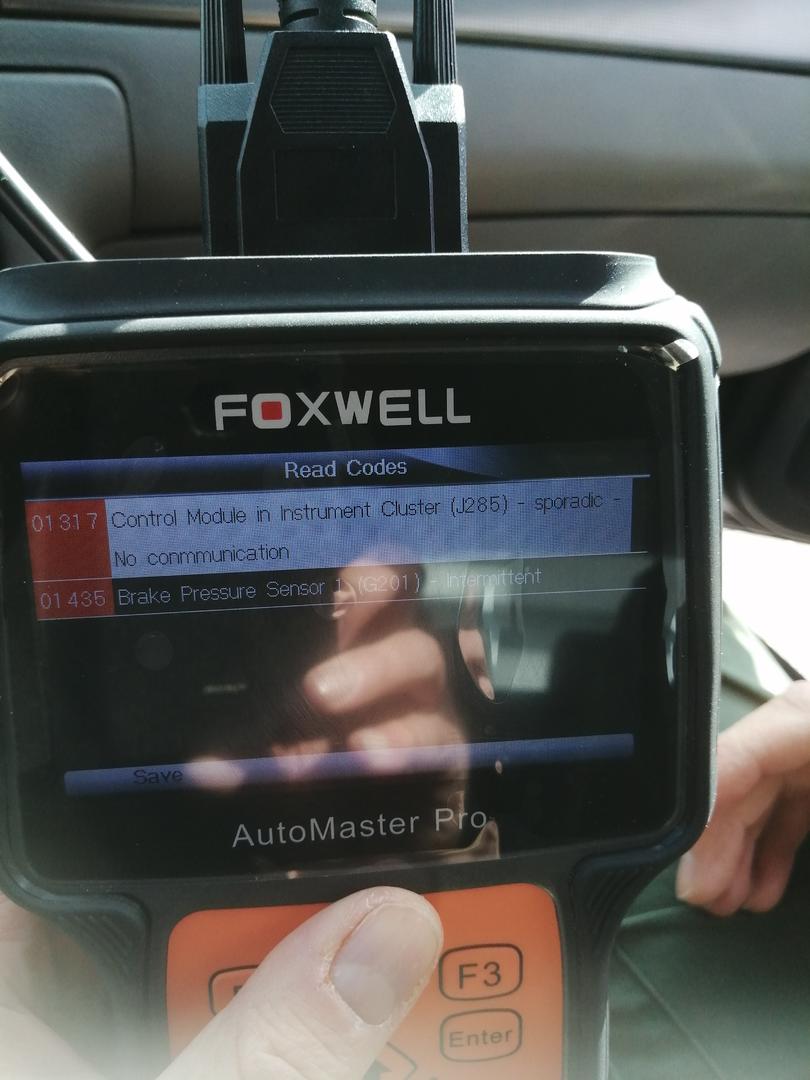 FOXWELL
Read Codes
01317 Control Module in Instrument Cluster (J285) - sporadic -
No conmmunication
01435 Brake Pressure Sensor 1 (G201) - Intermittent
Save
AutoMaster Pro
F3
Enter